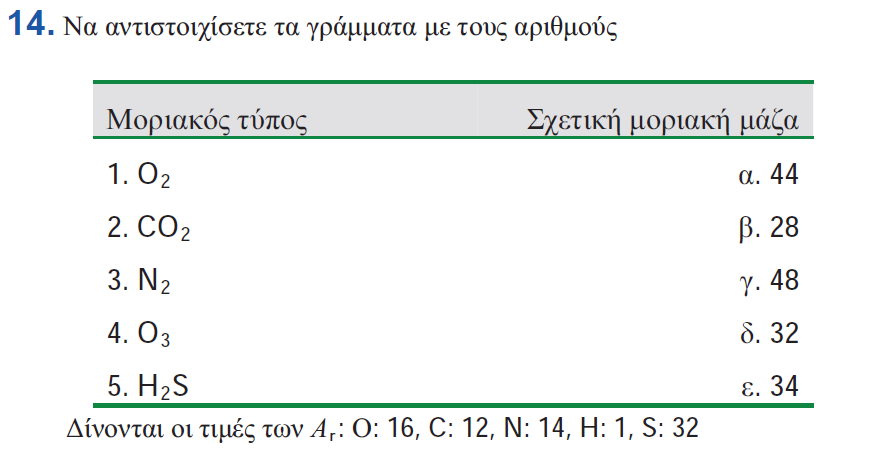 14. Να αντιστοιχίσετε τα γράμματα με τους αριθμούς
Μοριακός τύπος Σχετική μοριακή μάζα
1. O₂ α. 44
2. CO₂ β. 28
3. N₂ γ. 48
4. O₃ δ. 32
5. H₂S ε. 34
Δίνονται οι τιμές των Aᵣ: O: 16, C: 12, N: 14, H: 1, S: 32